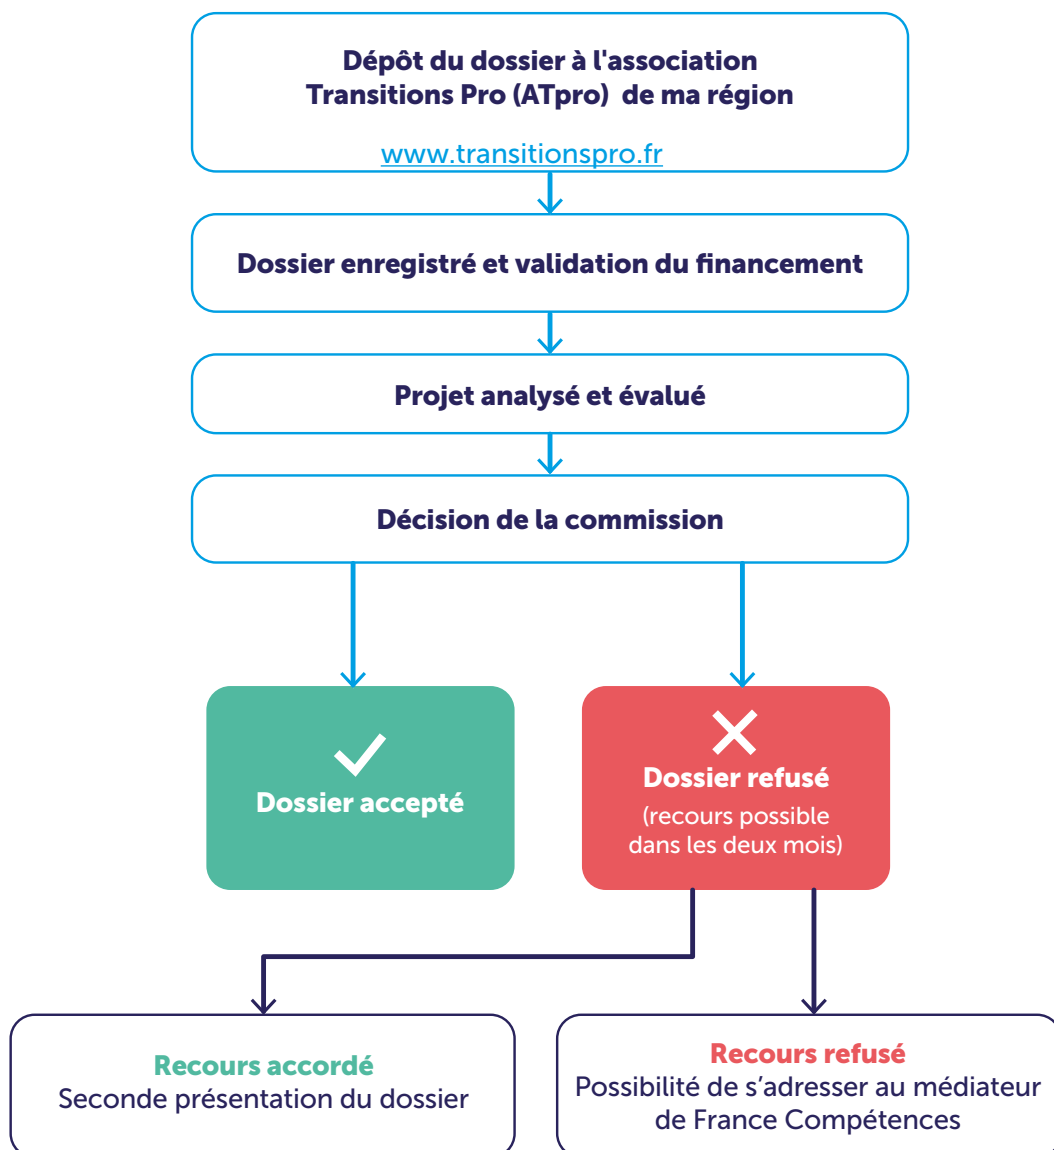 Dépôt du dossier à l'association
Transitions Pro (ATpro) de ma région
www.transitionspro.fr
Dossier enregistré et validation du financement
Projet analysé et évalué
Décision de la commission
Dossier accepté
Dossier refusé
(recours possible
dans les deux mois)
Recours accordé
Seconde présentation du dossier
Recours refusé
Possibilité de s’adresser au médiateur
de France Compétences